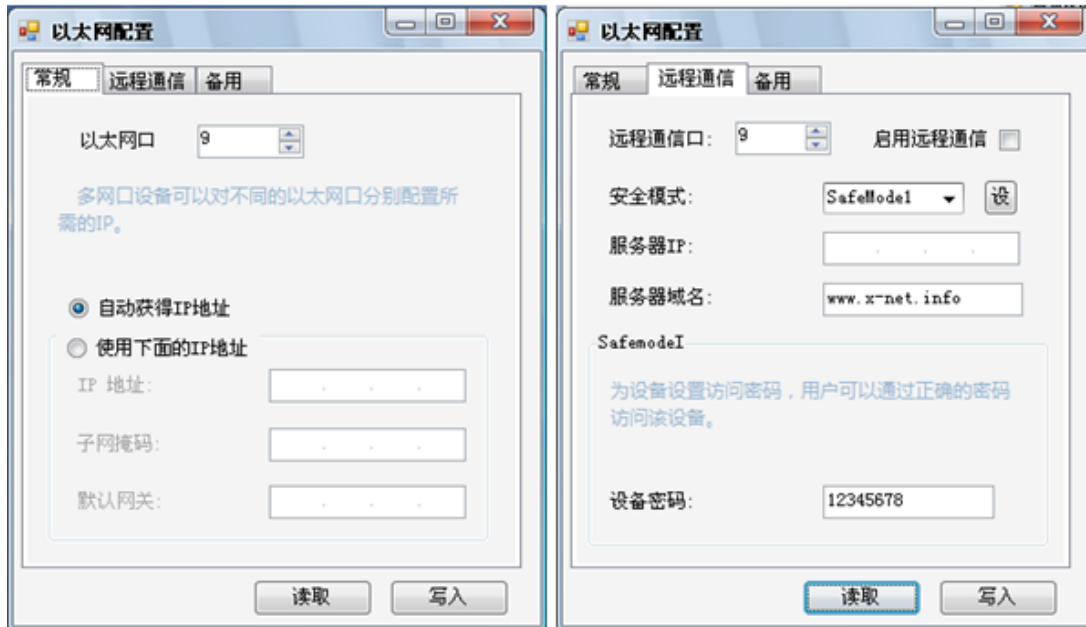 以太网配置
常规 远程通信 备用
以太网口 9
多网口设备可以对不同的以太网口分别配置所
需的IP。
自动获得IP地址
使用下面的IP地址
IP 地址:
子网掩码:
默认网关:
读取 写入
以太网配置
常规 远程通信 备用
远程通信口: 9 启用远程通信
安全模式: SafeMode1 设
服务器IP:
服务器域名: www.x-net.info
SafemodeI
为设备设置访问密码，用户可以通过正确的密码
访问该设备。
设备密码: 12345678
读取 写入